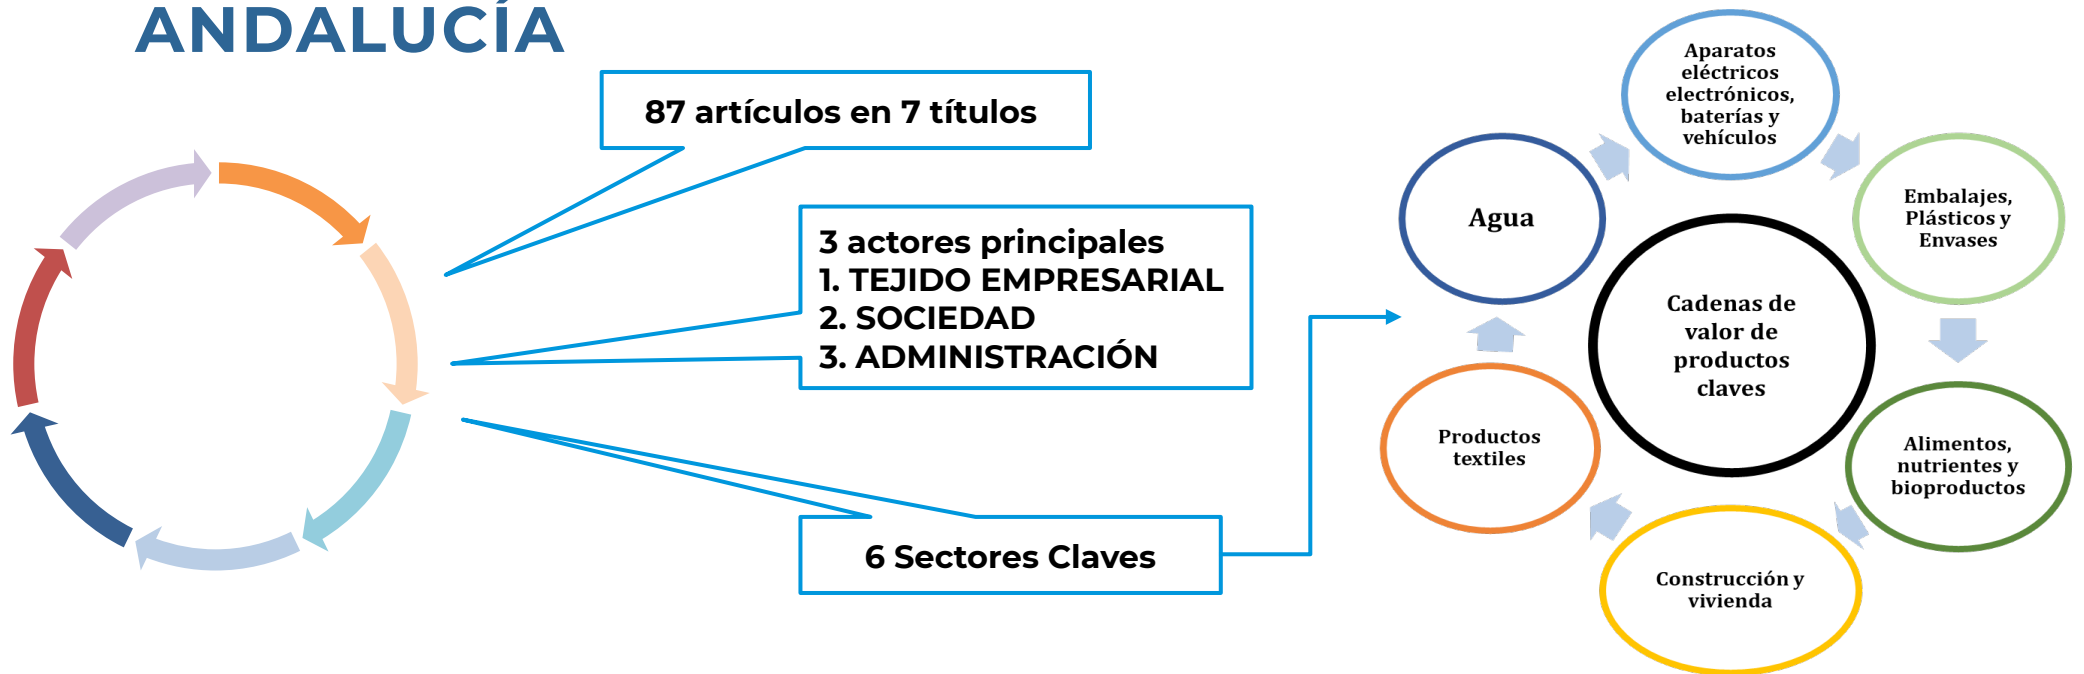 ANDALUCÍA
87 artículos en 7 títulos
3 actores principales
1. TEJIDO EMPRESARIAL
2. SOCIEDAD
3. ADMINISTRACIÓN
6 Sectores Claves
Aparatos
eléctricos
electrónicos,
baterías y
vehículos
Embalajes,
Plásticos y
Envases
Alimentos,
nutrientes y
bioproductos
Construcción y
vivienda
Productos
textiles
Agua
Cadenas de
valor de
productos
claves